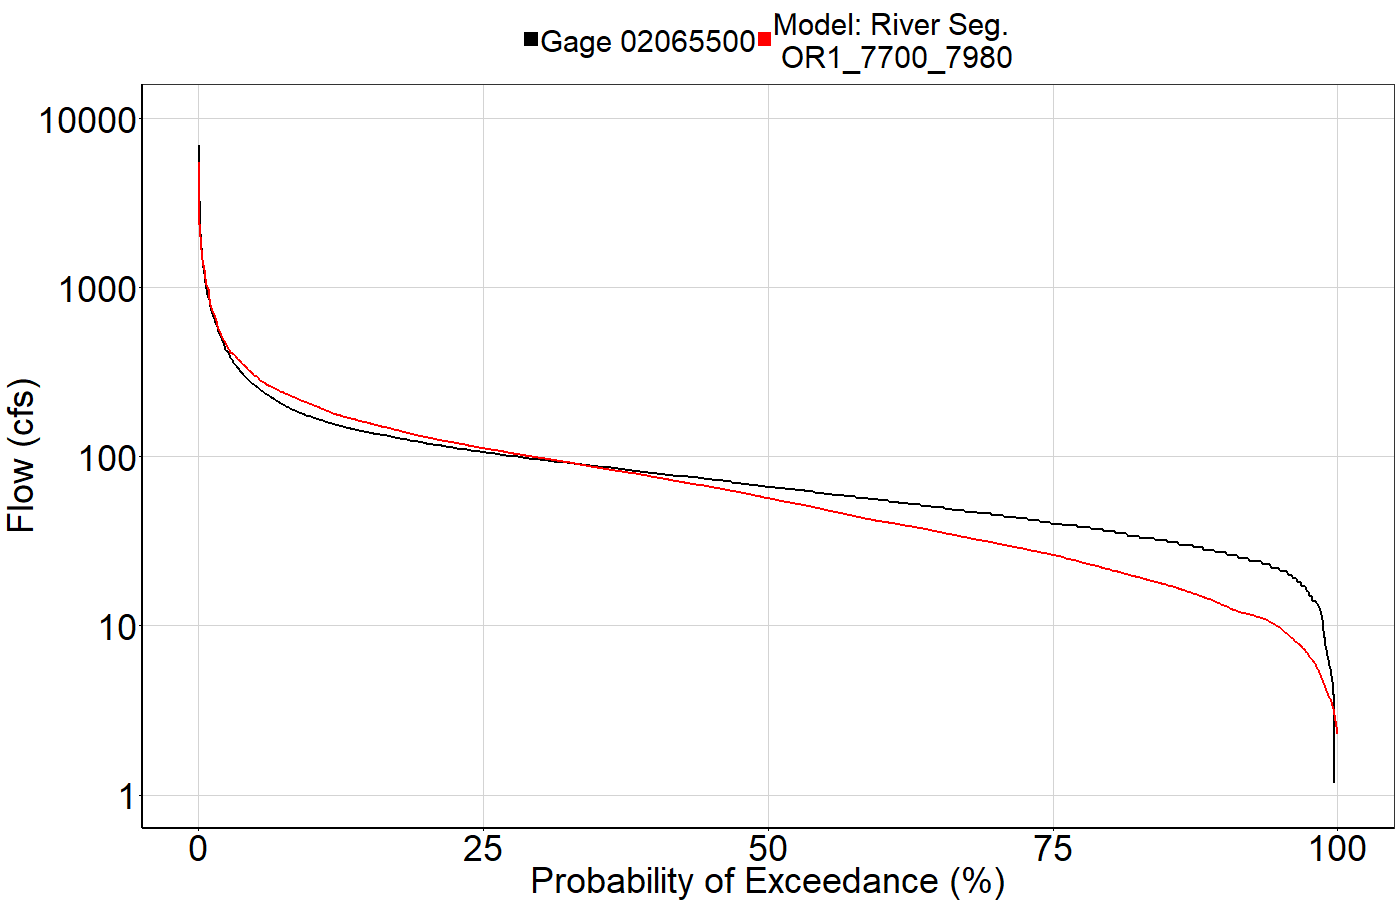 Gage 02065500
Model: River Seg.
OR1_7700_7980
10000
1000
100
10
1
Flow (cfs)
0 25 50 75 100
Probability of Exceedance (%)